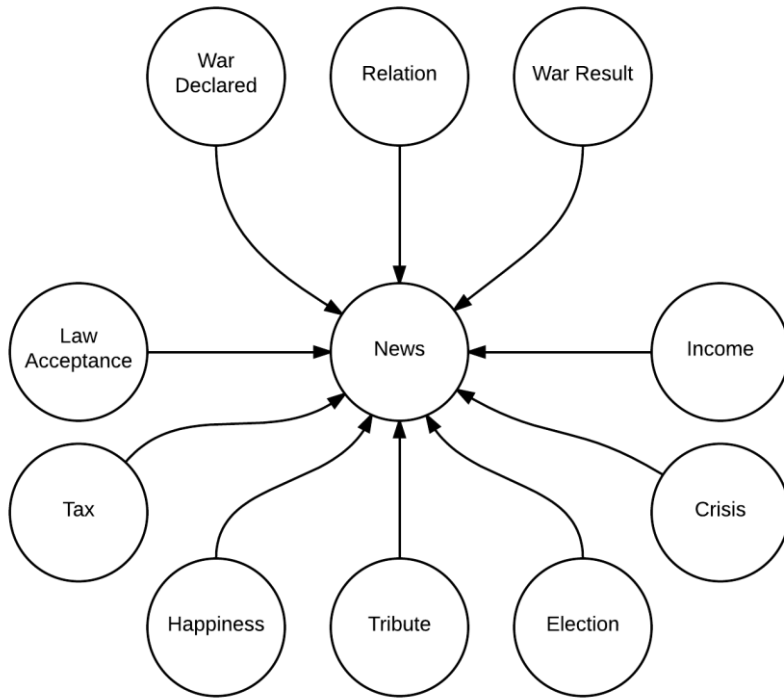 War
Declared
Relation
War Result
Law
Acceptance
News
Income
Tax
Crisis
Happiness
Tribute
Election